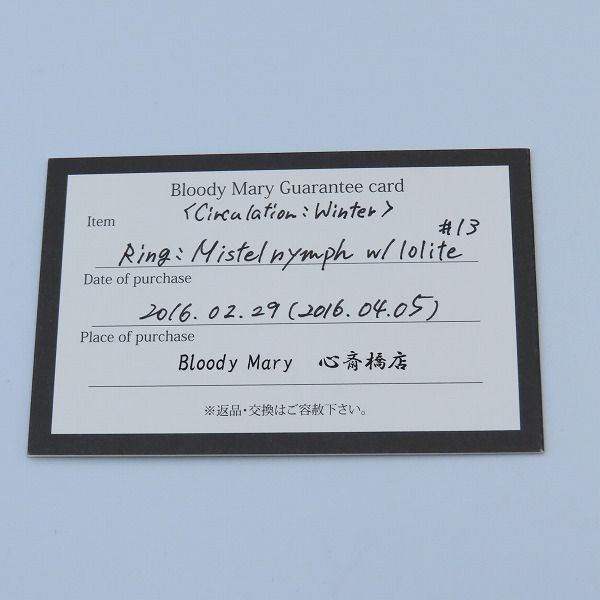 Bloody Mary Guarantee card
Item <Circulation: Winter>
#13
Ring: Mistel nymph w/ Iolite
Date of purchase
2016.02.29 (2016.04.05)
Place of purchase
Bloody Mary 心斎橋店
※返品・交換はご容赦下さい。